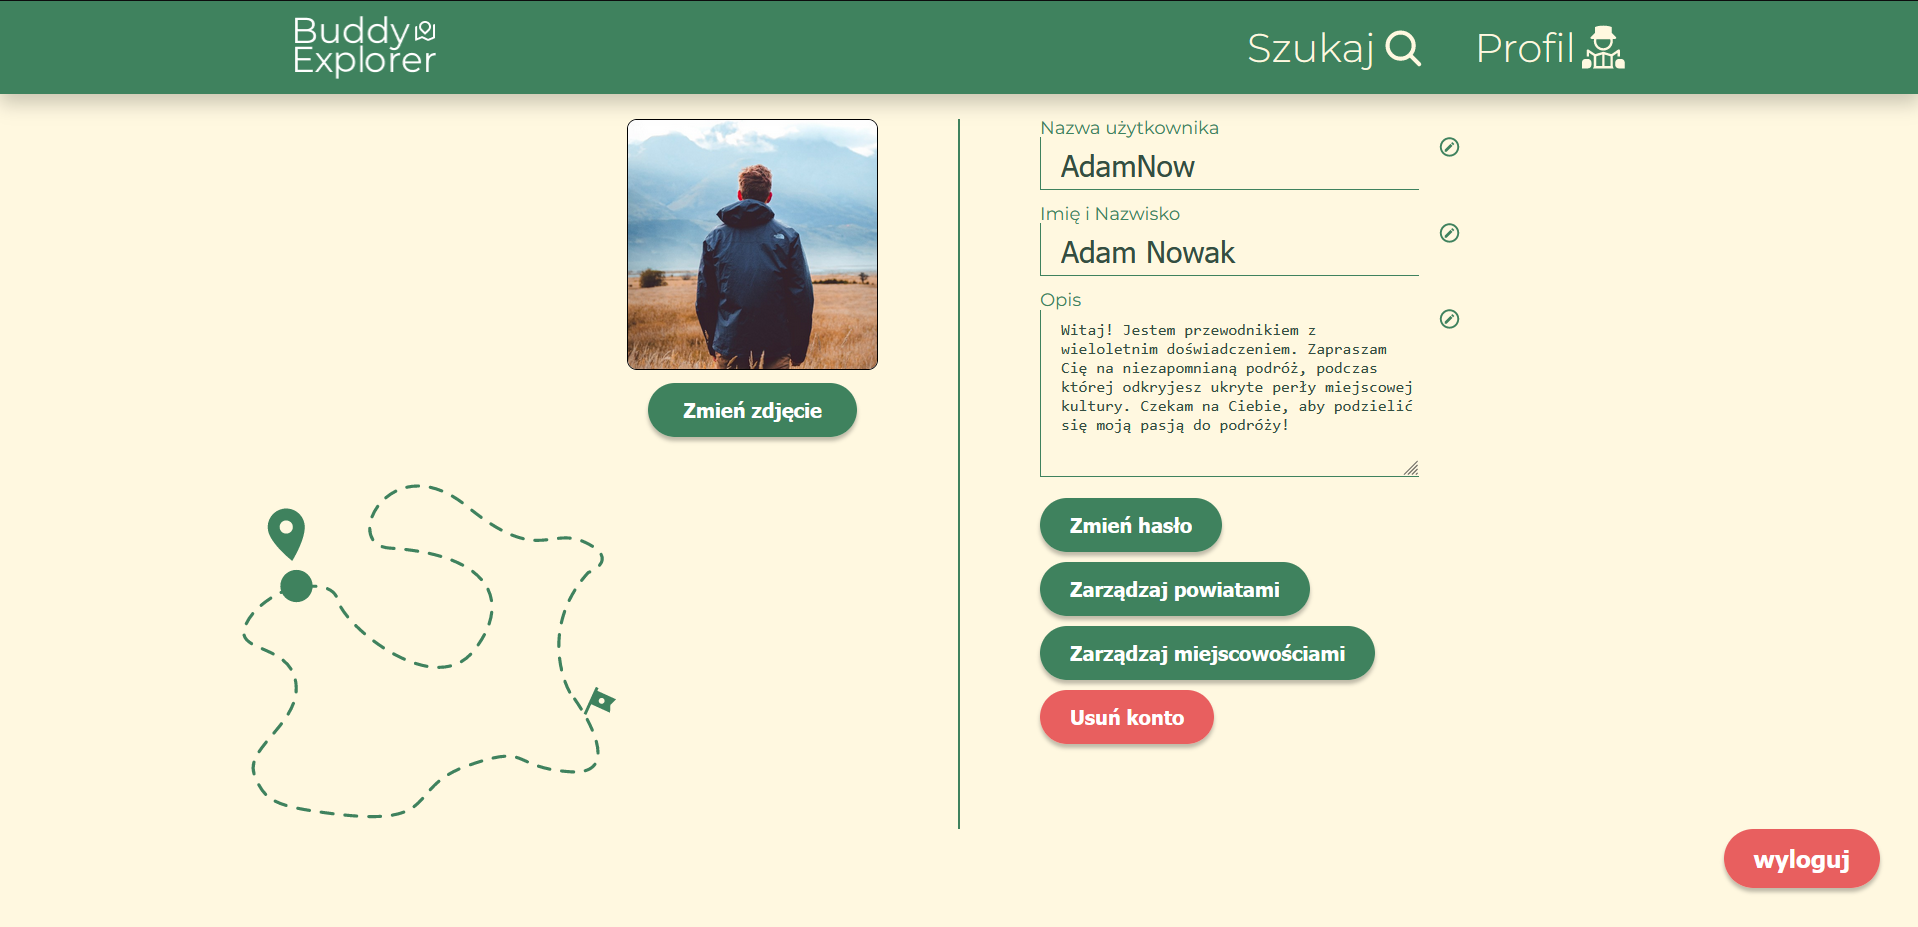 Buddy
Explorer
Szukaj
Profil
Zmień zdjęcie
Nazwa użytkownika
AdamNow
Imię i Nazwisko
Adam Nowak
Opis
Witaj! Jestem przewodnikiem z
wieloletnim doświadczeniem. Zapraszam
Cię na niezapomnianą podróż, podczas
której odkryjesz ukryte perły miejscowej
kultury. Czekam na Ciebie, aby podzielić
się moją pasją do podróży!
Zmień hasło
Zarządzaj powiatami
Zarządzaj miejscowościami
Usuń konto
wyloguj